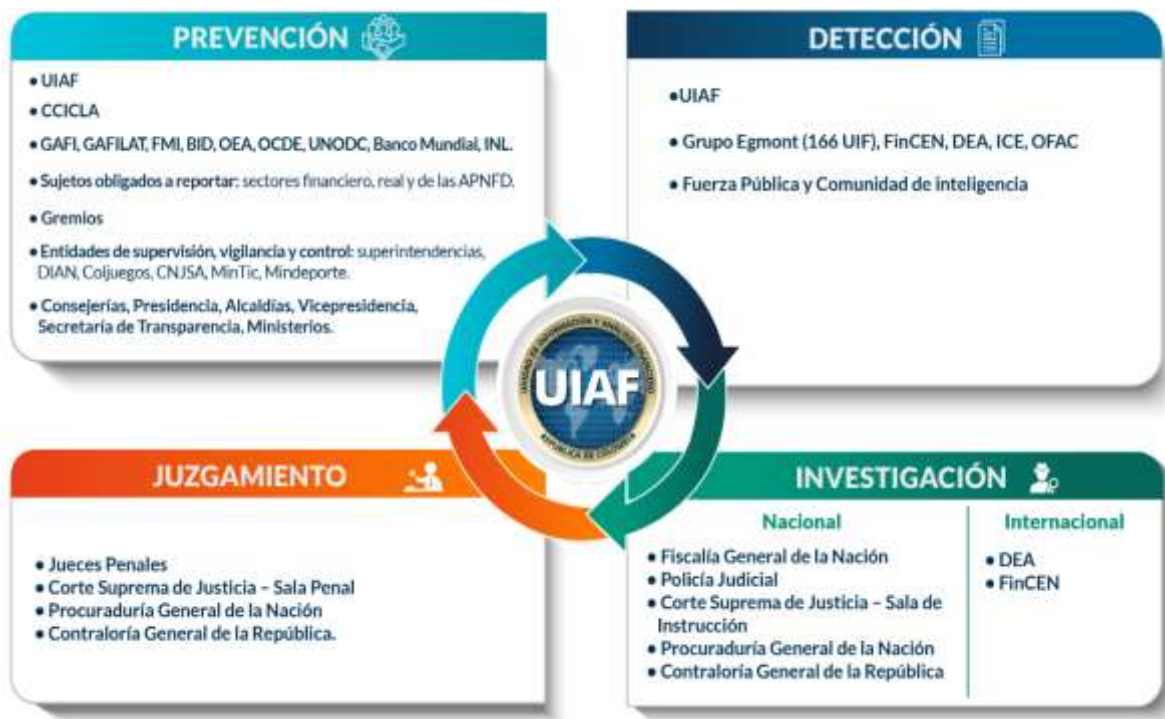 PREVENCIÓN
• UIAF
• CCICLA
• GAFI, GAFILAT, FMI, BID, OEA, OCDE, UNODC, Banco Mundial, INL.
• Sujetos obligados a reportar: sectores financiero, real y de las APNFD.
• Gremios
• Entidades de supervisión, vigilancia y control: superintendencias,
DIAN, Coljuegos, CNJSA, MinTic, Mindeporte.
• Consejerías, Presidencia, Alcaldías, Vicepresidencia,
Secretaría de Transparencia, Ministerios.
DETECCIÓN
•UIAF
• Grupo Egmont (166 UIF), FinCEN, DEA, ICE, OFAC
• Fuerza Pública y Comunidad de inteligencia
UNIDAD DE INFORMACIÓN Y ANÁLISIS FINANCIERO
UIAF
REPÚBLICA DE COLOMBIA
JUZGAMIENTO
• Jueces Penales
• Corte Suprema de Justicia – Sala Penal
• Procuraduría General de la Nación
• Contraloría General de la República.
INVESTIGACIÓN
Nacional
• Fiscalía General de la Nación
• Policía Judicial
• Corte Suprema de Justicia – Sala de
Instrucción
• Procuraduría General de la Nación
• Contraloría General de la República
Internacional
• DEA
• FinCEN